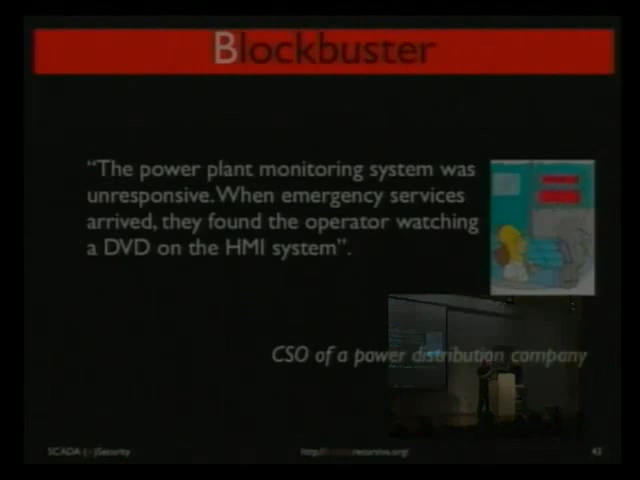 Blockbuster
“The power plant monitoring system was
unresponsive. When emergency services
arrived, they found the operator watching
a DVD on the HMI system”.
CSO of a power distribution company
SCADA (-)Security
43